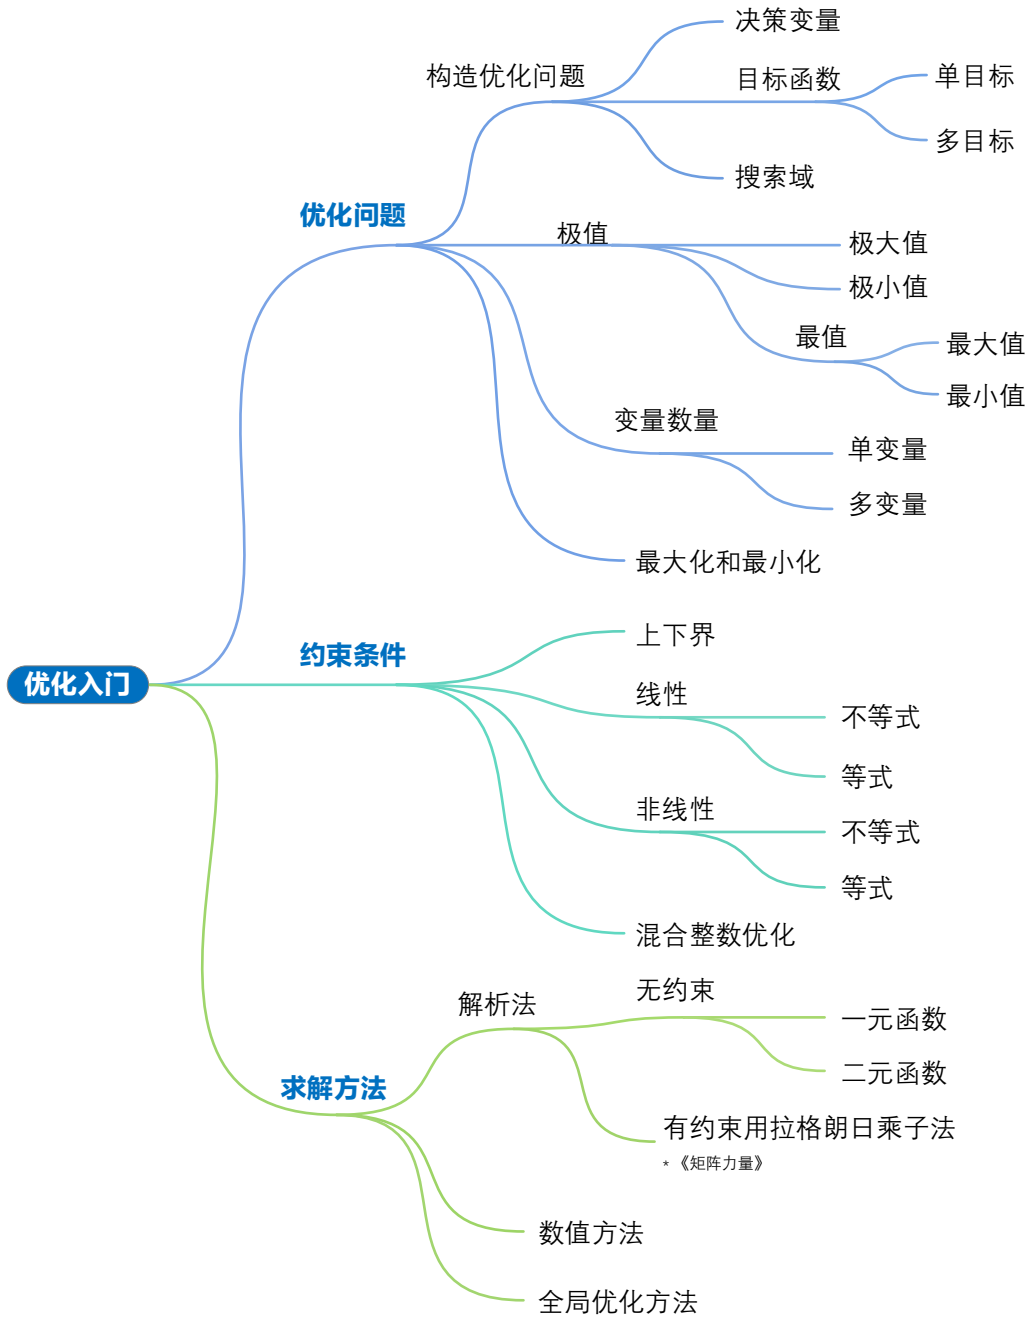 优化入门
优化问题
构造优化问题
决策变量
目标函数
单目标
多目标
搜索域
极值
极大值
极小值
最值
最大值
最小值
变量数量
单变量
多变量
最大化和最小化
约束条件
上下界
线性
不等式
等式
非线性
不等式
等式
混合整数优化
求解方法
解析法
无约束
一元函数
二元函数
有约束用拉格朗日乘子法
*《矩阵力量》
数值方法
全局优化方法